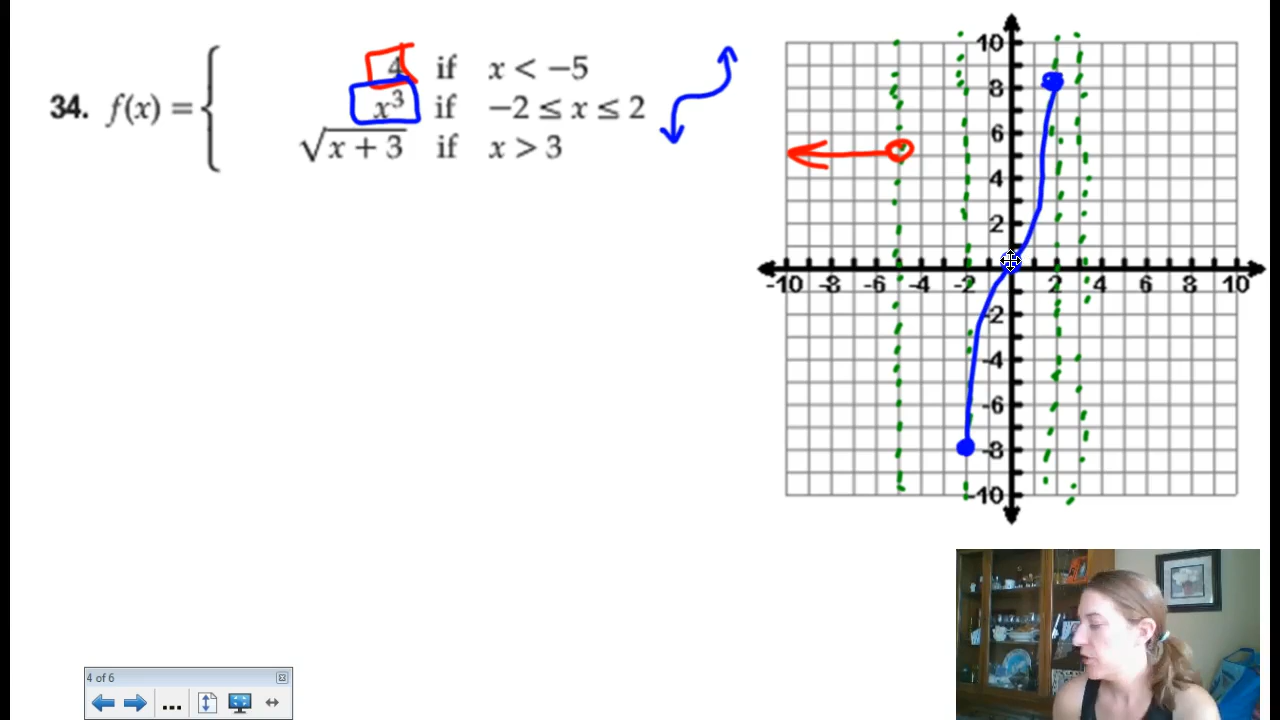 34. f(x) = { 4 if x < −5
x³ if −2 ≤ x ≤ 2
√x + 3 if x > 3
10
8
6
4
2
-10 -8 -6 -4 -2 2 4 6 8 10
-2
-4
-6
-8
-10
4 of 6